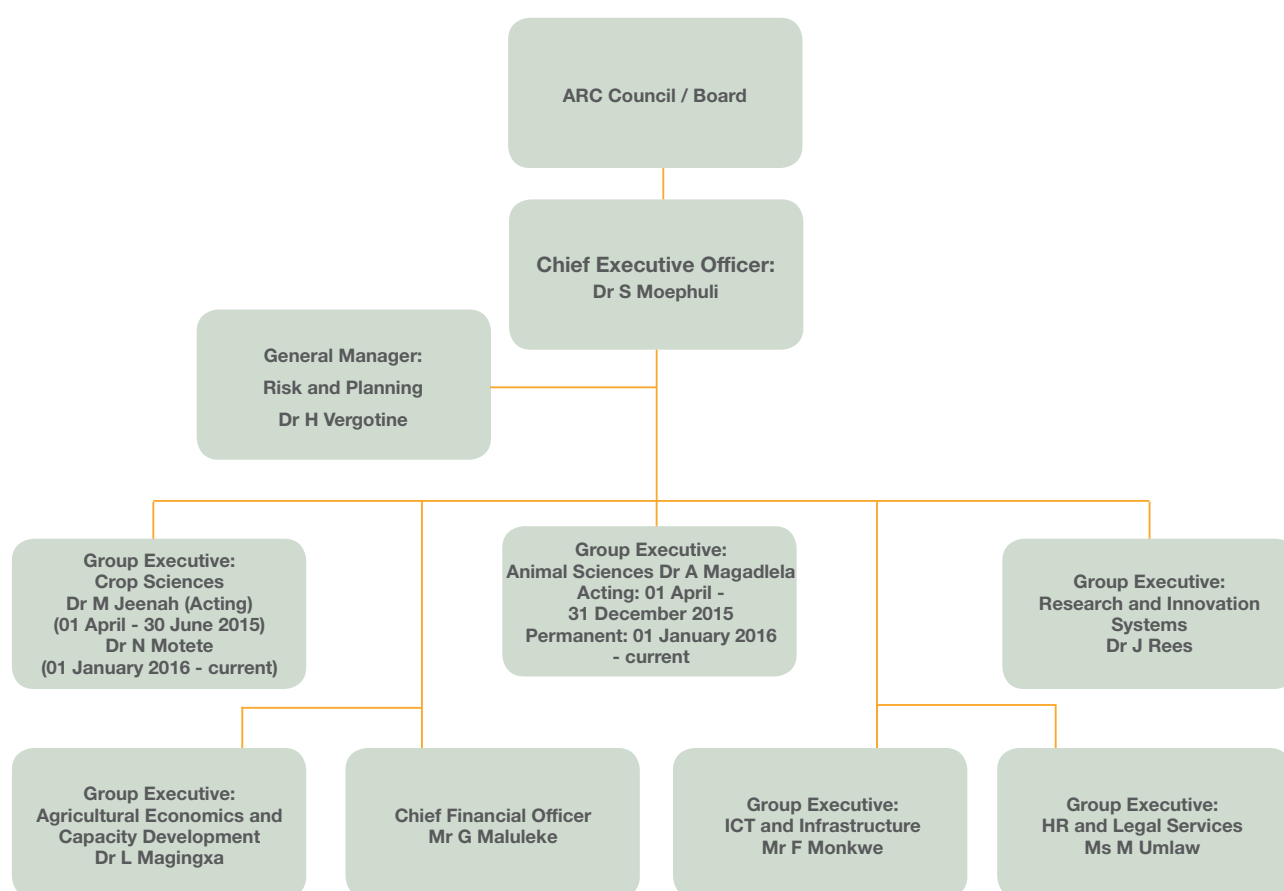 ARC Council / Board
Chief Executive Officer:
Dr S Moephuli
General Manager:
Risk and Planning
Dr H Vergotine
Group Executive:
Crop Sciences
Dr M Jeenah (Acting)
(01 April - 30 June 2015)
Dr N Motete
(01 January 2016 - current)
Group Executive:
Animal Sciences Dr A Magadlela
Acting: 01 April -
31 December 2015
Permanent: 01 January 2016
- current
Group Executive:
Research and Innovation
Systems
Dr J Rees
Group Executive:
Agricultural Economics and
Capacity Development
Dr L Magingxa
Chief Financial Officer
Mr G Maluleke
Group Executive:
ICT and Infrastructure
Mr F Monkwe
Group Executive:
HR and Legal Services
Ms M Umlaw